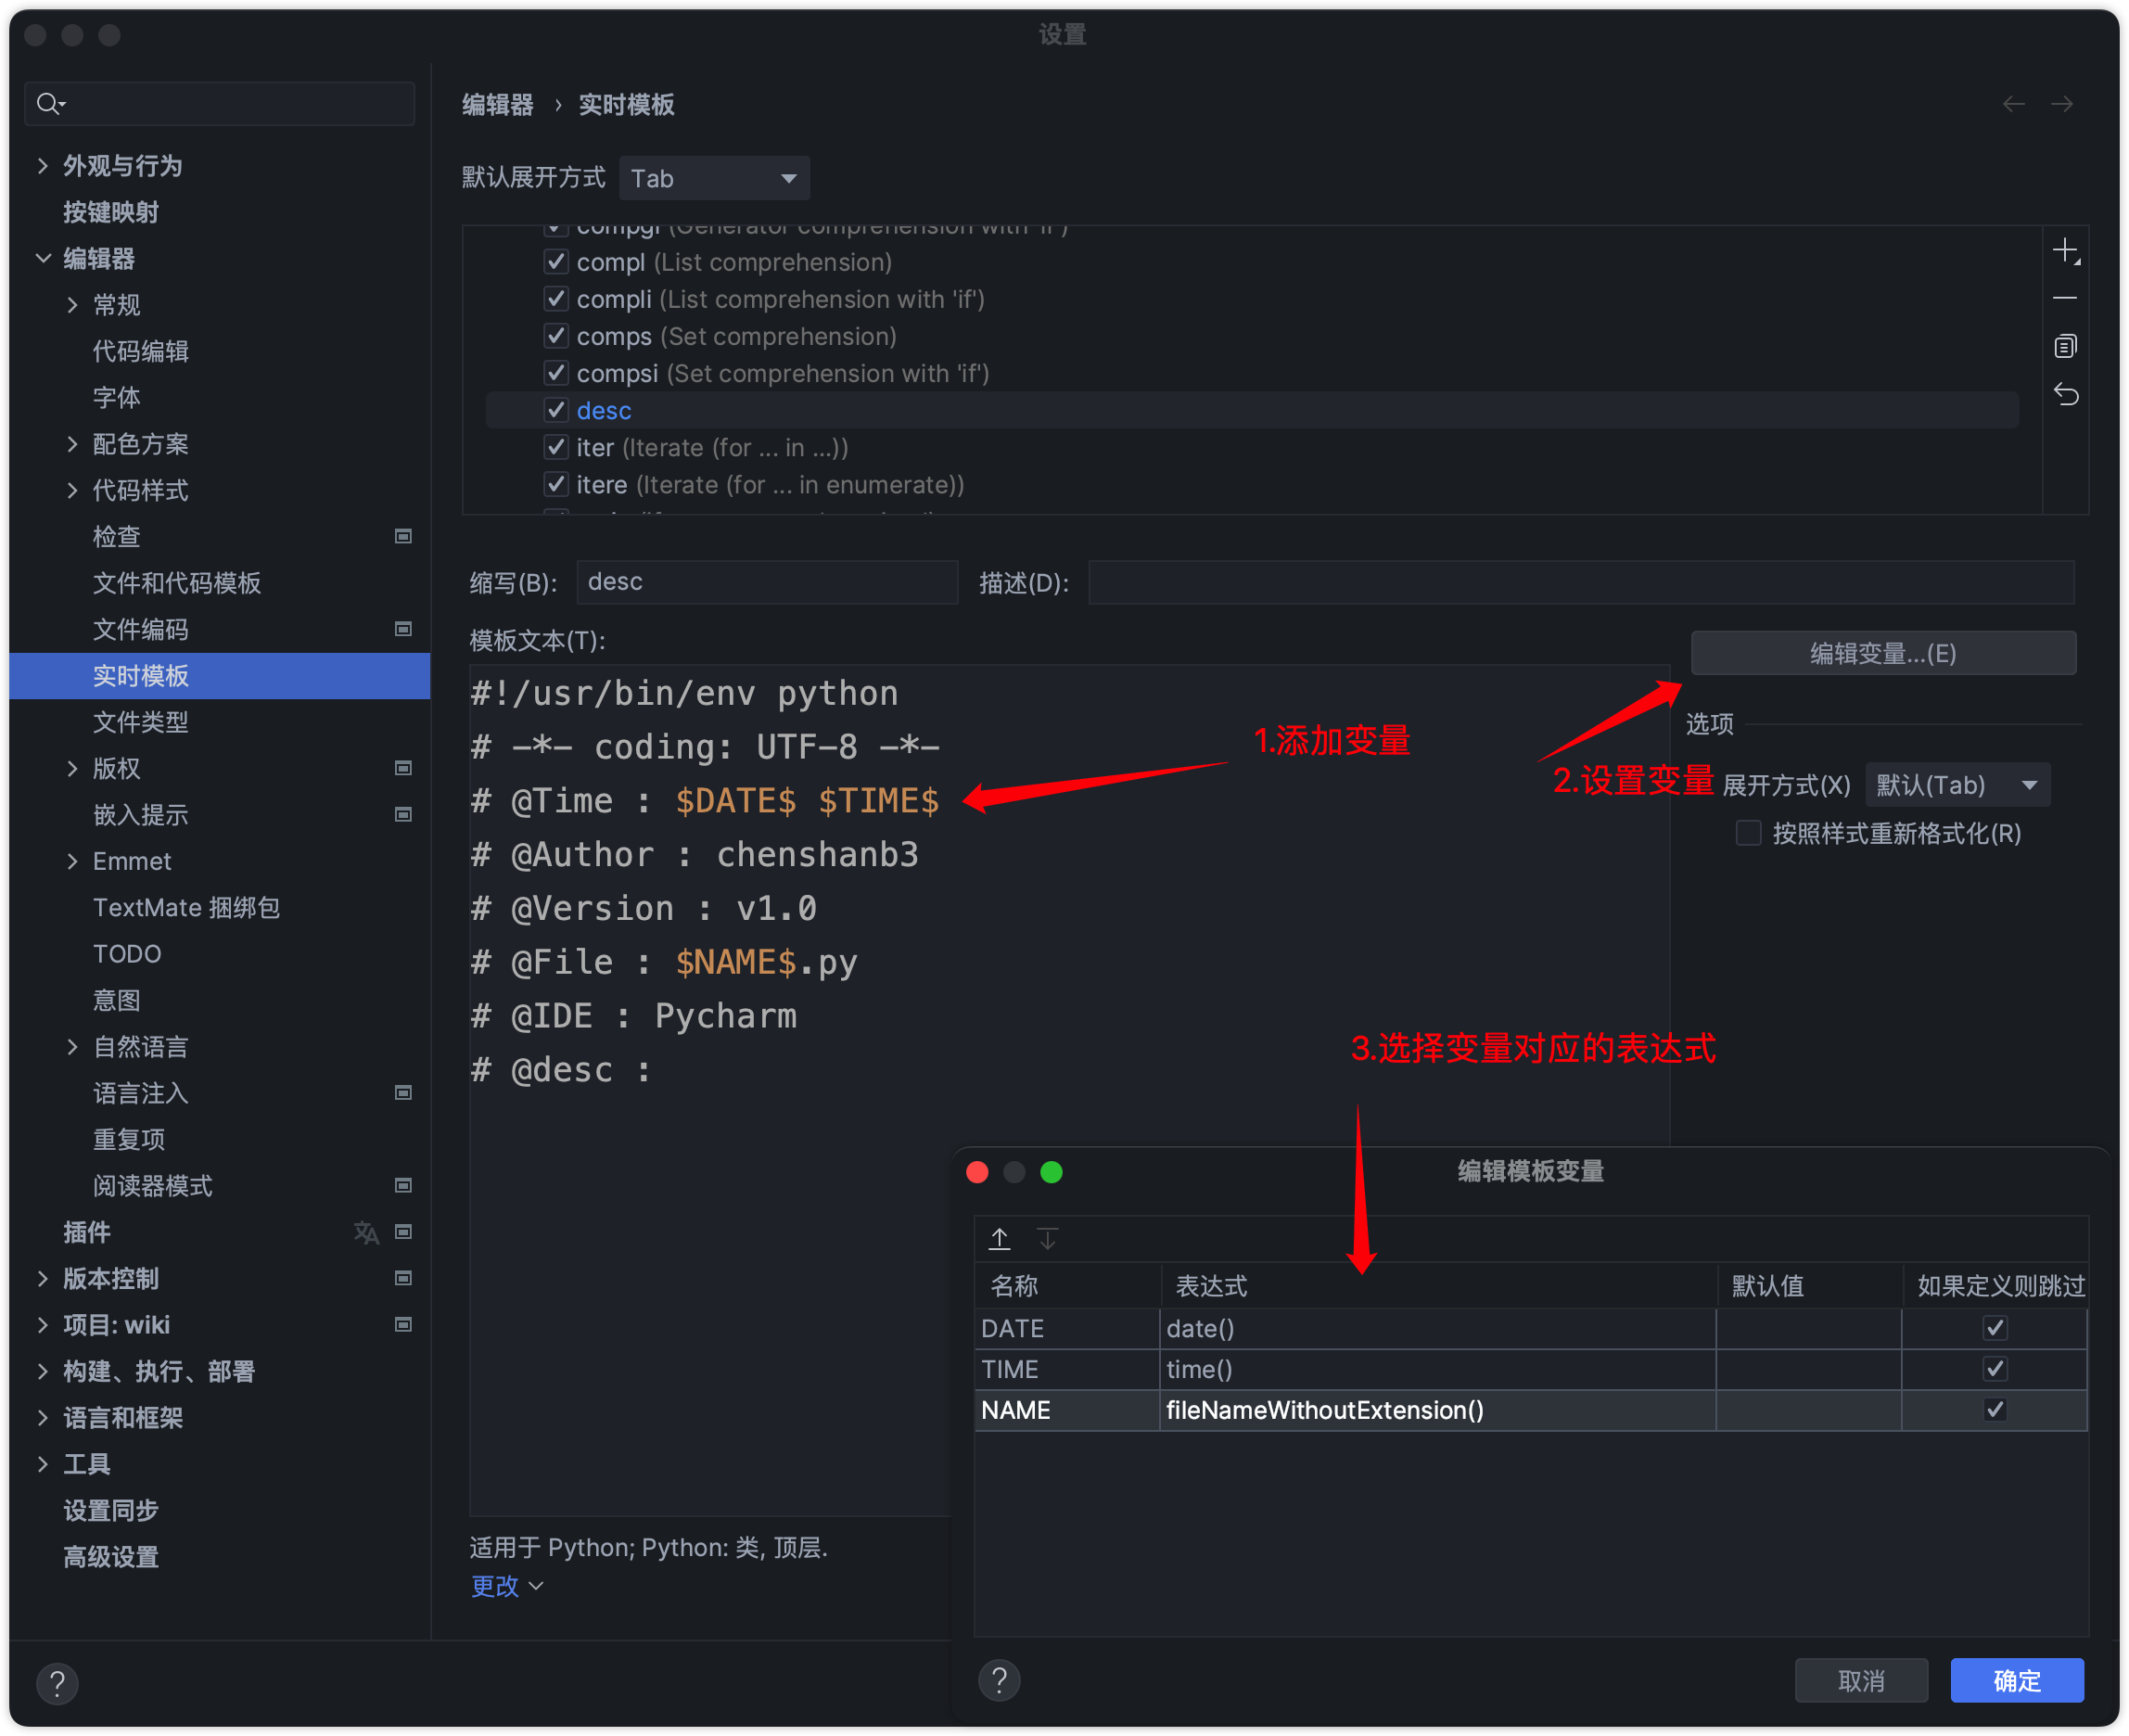 设置
外观与行为
按键映射
编辑器
常规
代码编辑
字体
配色方案
代码样式
检查
文件和代码模板
文件编码
实时模板
文件类型
版权
嵌入提示
Emmet
TextMate 捆绑包
TODO
意图
自然语言
语言注入
重复项
阅读器模式
插件
版本控制
项目: wiki
构建、执行、部署
语言和框架
工具
设置同步
高级设置
编辑器 › 实时模板
默认展开方式 Tab
compgi (Generator comprehension with 'if')
compl (List comprehension)
compli (List comprehension with 'if')
comps (Set comprehension)
compsi (Set comprehension with 'if')
desc
iter (Iterate (for ... in ...))
itere (Iterate (for ... in enumerate))
缩写(B): desc 描述(D):
模板文本(T):
#!/usr/bin/env python
# -*- coding: UTF-8 -*-
# @Time : $DATE$ $TIME$
# @Author : chenshanb3
# @Version : v1.0
# @File : $NAME$.py
# @IDE : Pycharm
# @desc :
1.添加变量
编辑变量...(E)
选项
2.设置变量
展开方式(X) 默认(Tab)
按照样式重新格式化(R)
3.选择变量对应的表达式
适用于 Python; Python: 类, 顶层.
更改
编辑模板变量
名称 表达式 默认值 如果定义则跳过
DATE date()
TIME time()
NAME fileNameWithoutExtension()
? ? 取消 确定